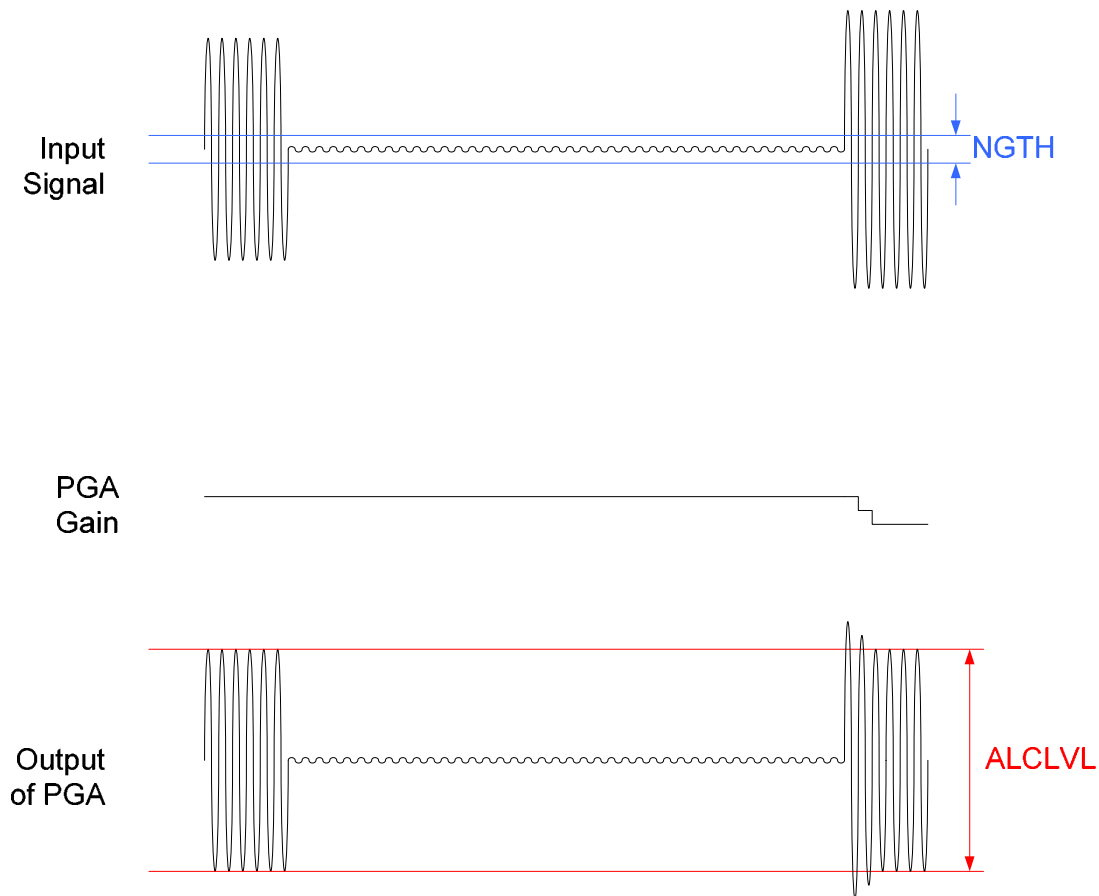 Input
Signal
NGTH
PGA
Gain
Output
of PGA
ALCLVL